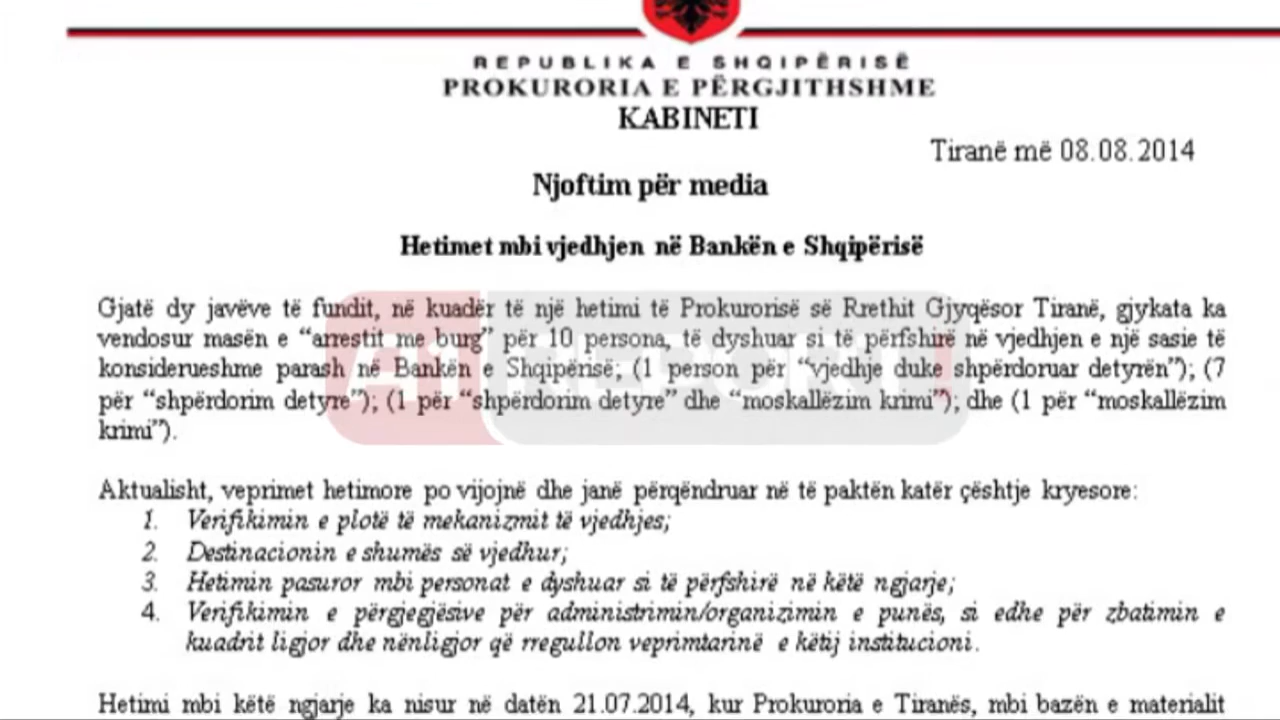 REPUBLIKA E SHQIPËRISË
PROKURORIA E PËRGJITHSHME
KABINETI
Tiranë më 08.08.2014
Njoftim për media
Hetimet mbi vjedhjen në Bankën e Shqipërisë
Gjatë dy javëve të fundit, në kuadër të një hetimi të Prokurorisë së Rrethit Gjyqësor Tiranë, gjykata ka
vendosur masën e “arrestit me burg” për 10 persona, të dyshuar si të përfshirë në vjedhjen e një sasie të
konsiderueshme parash në Bankën e Shqipërisë; (1 person për “vjedhje duke shpërdoruar detyrën”); (7
për “shpërdorim detyre”); (1 për “shpërdorim detyre” dhe “moskallëzim krimi”); dhe (1 për “moskallëzim
krimi”).
Aktualisht, veprimet hetimore po vijojnë dhe janë përqëndruar në të paktën katër çështje kryesore:
1. Verifikimin e plotë të mekanizmit të vjedhjes;
2. Destinacionin e shumës së vjedhur;
3. Hetimin pasuror mbi personat e dyshuar si të përfshirë në këtë ngjarje;
4. Verifikimin e përgjegjësive për administrimin/organizimin e punës, si edhe për zbatimin e
kuadrit ligjor dhe nënligjor që rregullon veprimtarinë e këtij institucioni.
Hetimi mbi këtë ngjarje ka nisur në datën 21.07.2014, kur Prokuroria e Tiranës, mbi bazën e materialit